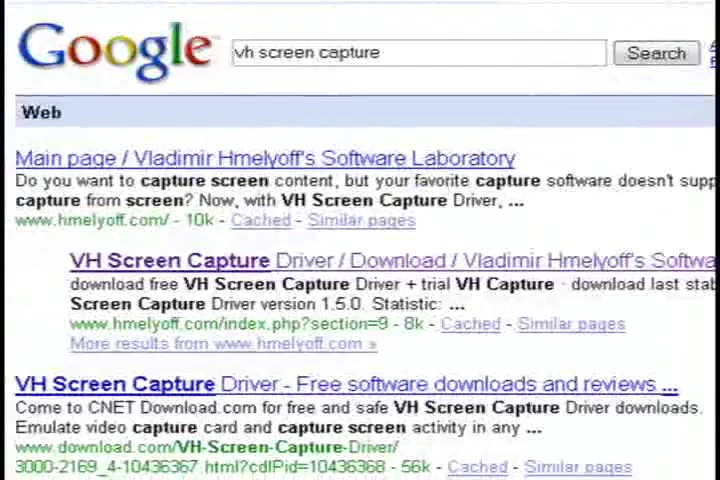 Google
vh screen capture
Search
Web
Main page / Vladimir Hmelyoff's Software Laboratory
Do you want to capture screen content, but your favorite capture software doesn't supp
capture from screen? Now, with VH Screen Capture Driver, ...
www.hmelyoff.com/ - 10k - Cached - Similar pages
VH Screen Capture Driver / Download / Vladimir Hmelyoff's Softwa
download free VH Screen Capture Driver + trial VH Capture · download last stab
Screen Capture Driver version 1.5.0. Statistic: ...
www.hmelyoff.com/index.php?section=9 - 8k - Cached - Similar pages
More results from www.hmelyoff.com »
VH Screen Capture Driver - Free software downloads and reviews ...
Come to CNET Download.com for free and safe VH Screen Capture Driver downloads.
Emulate video capture card and capture screen activity in any ...
www.download.com/VH-Screen-Capture-Driver/
3000-2169_4-10436367.html?cdlPid=10436368 - 56k - Cached - Similar pages